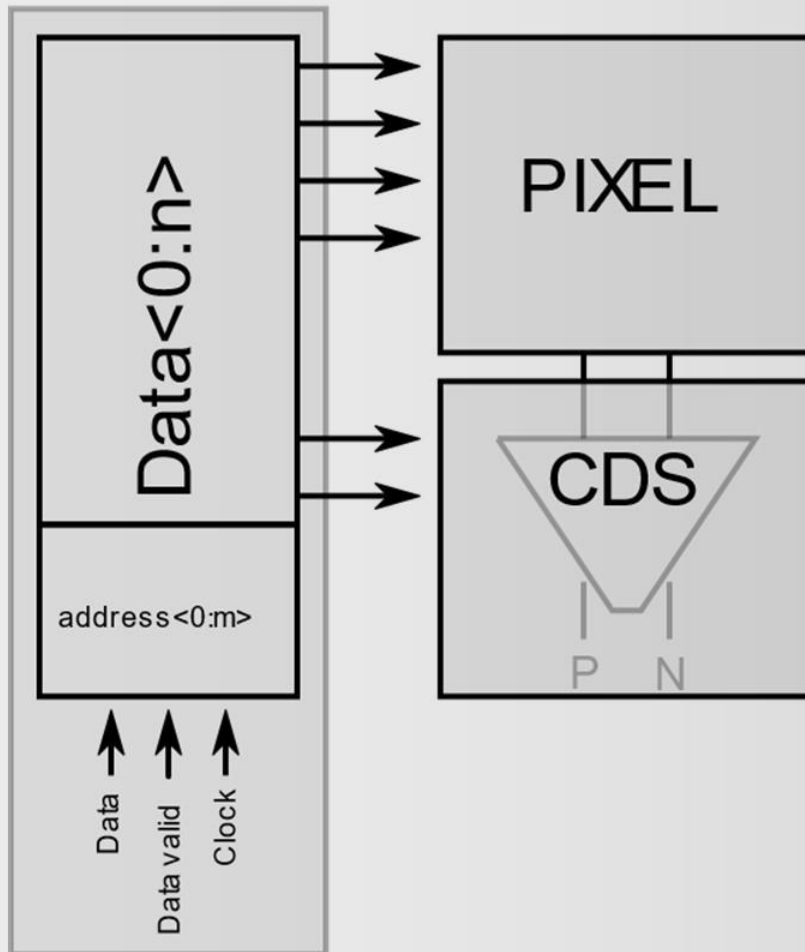 Data<0:n>
PIXEL
CDS
address<0:m>
P N
Data
Data valid
Clock